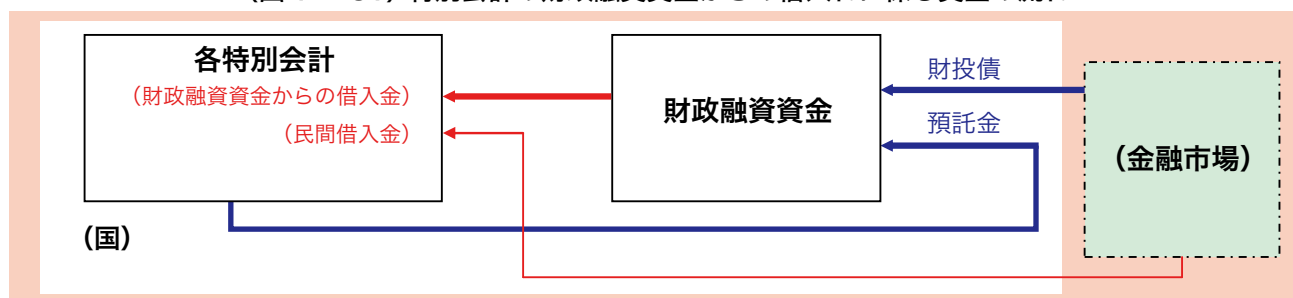 各特別会計
（財政融資資金からの借入金）
（民間借入金）
財政融資資金
財投債
預託金
（金融市場）
（国）